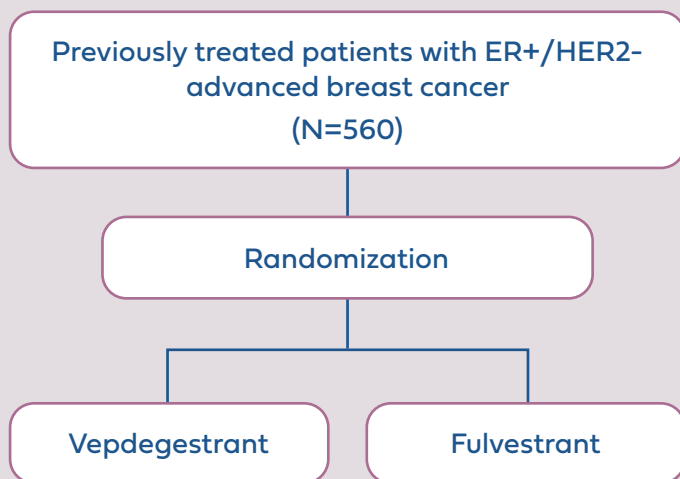 Previously treated patients with ER+/HER2-
advanced breast cancer
(N=560)
Randomization
Vepdegestrant
Fulvestrant